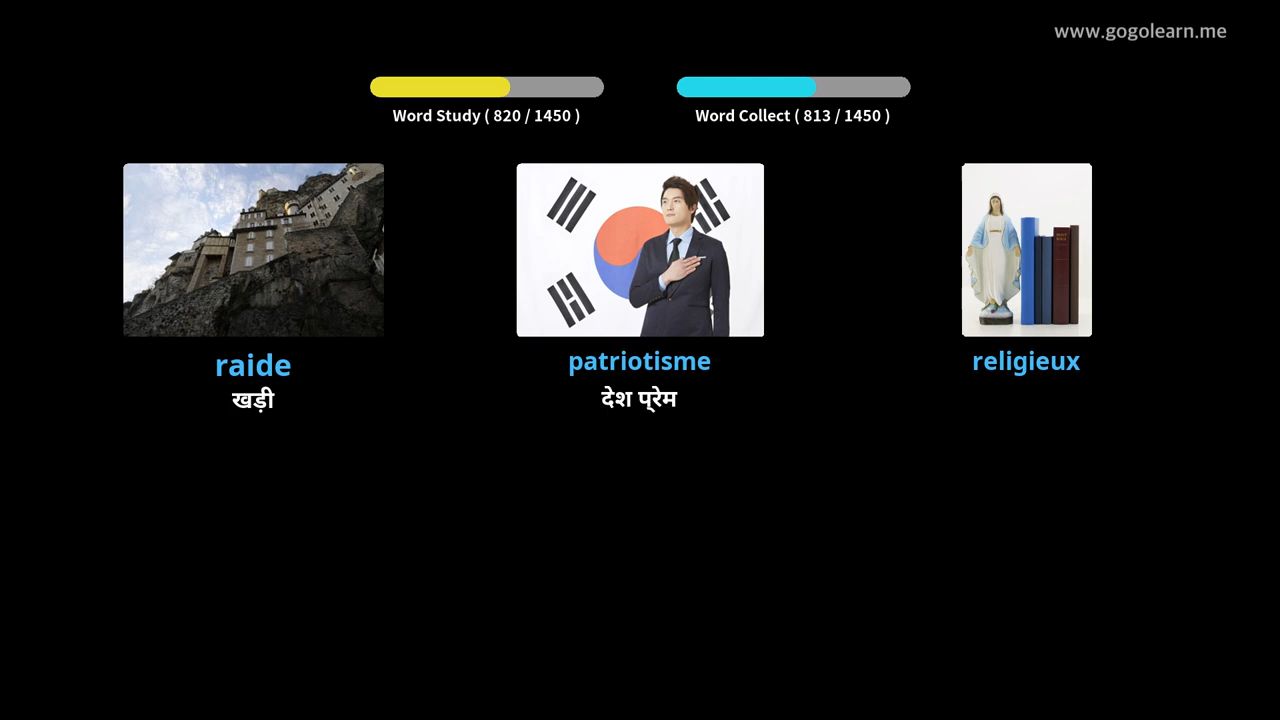 www.gogolearn.me
Word Study ( 820 / 1450 )
Word Collect ( 813 / 1450 )
raide
खड़ी
patriotisme
देश प्रेम
religieux